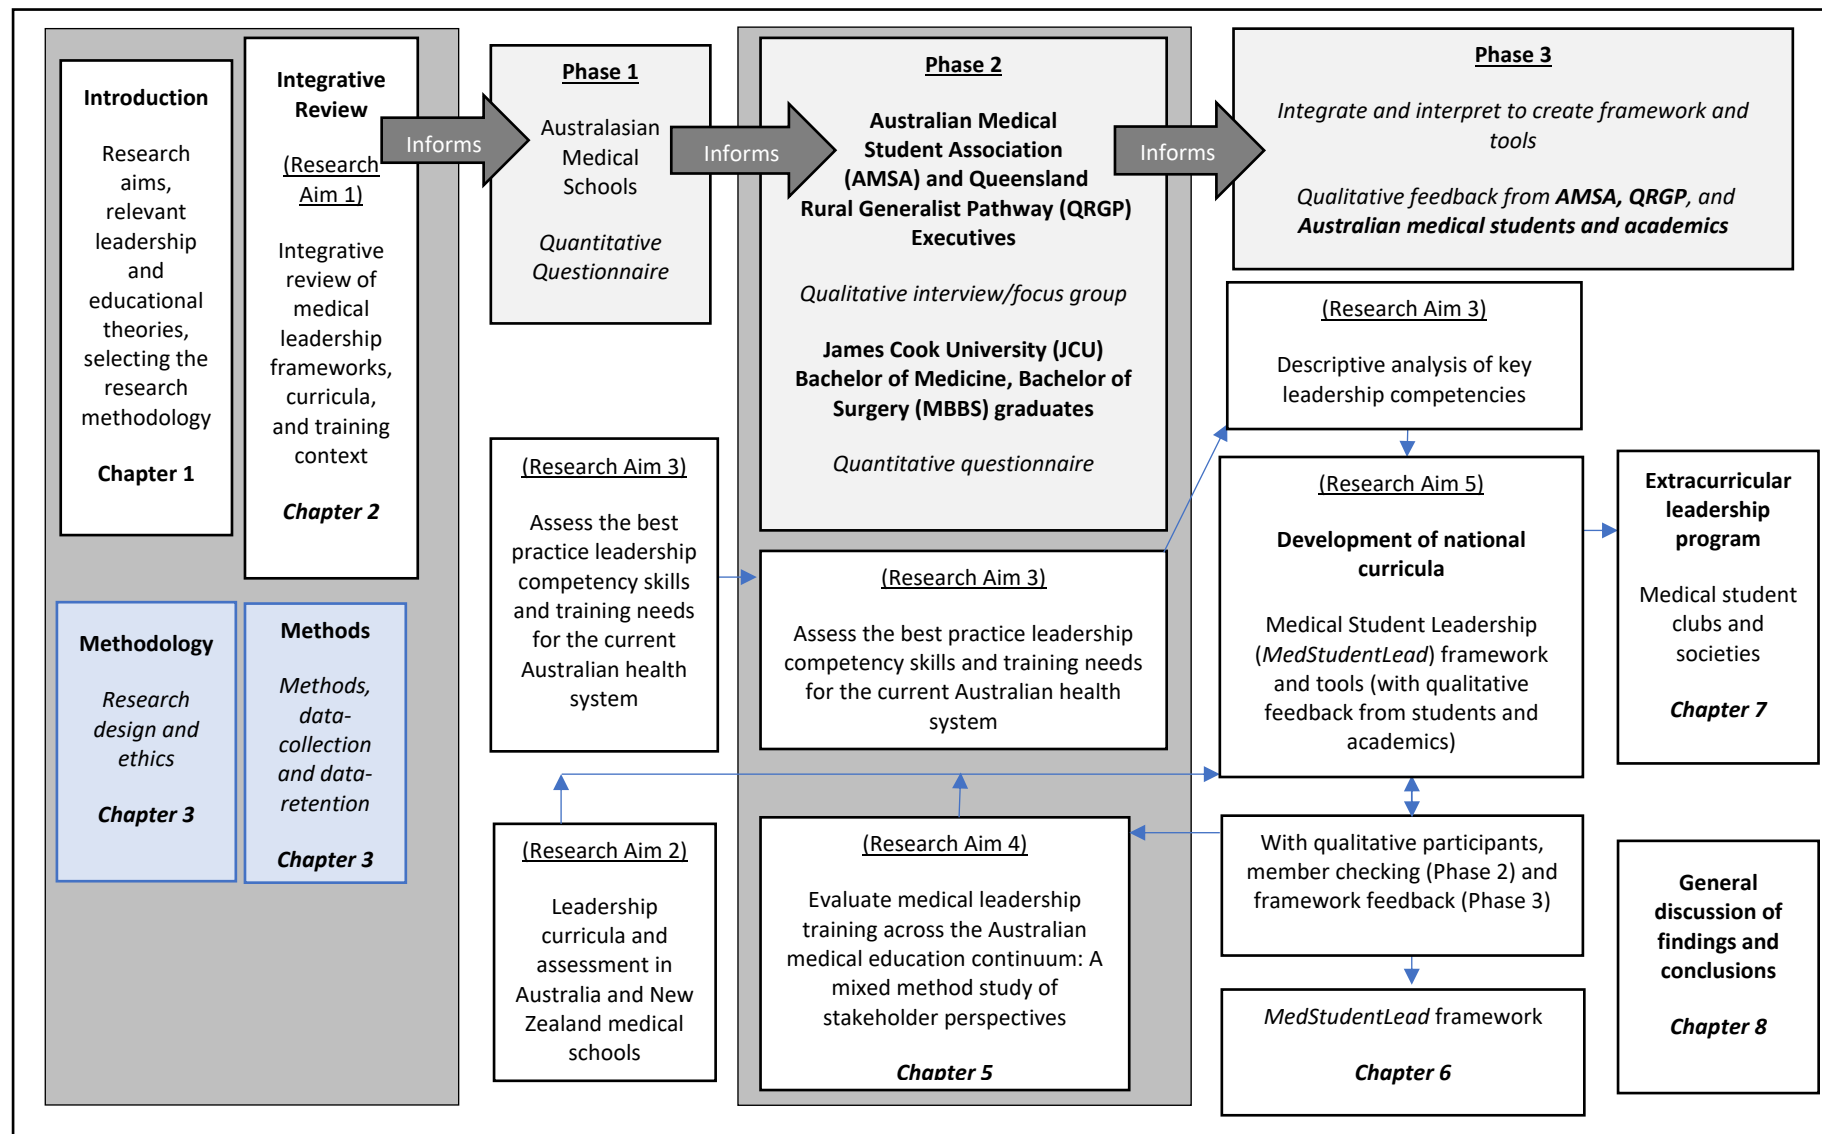 Introduction
Research
aims,
relevant
leadership
and
educational
theories,
selecting the
research
methodology
Chapter 1
Integrative
Review
(Research
Aim 1)
Integrative
review of
medical
leadership
frameworks,
curricula,
and training
context
Chapter 2
Methodology
Research
design and
ethics
Chapter 3
Methods
Methods,
data-
collection
and data-
retention
Chapter 3
Informs
Phase 1
Australasian
Medical
Schools
Quantitative
Questionnaire
Informs
(Research Aim 3)
Assess the best
practice leadership
competency skills
and training needs
for the current
Australian health
system
(Research Aim 2)
Leadership
curricula and
assessment in
Australia and New
Zealand medical
schools
Phase 2
Australian Medical
Student Association
(AMSA) and Queensland
Rural Generalist Pathway (QRGP)
Executives
Qualitative interview/focus group
James Cook University (JCU)
Bachelor of Medicine, Bachelor of
Surgery (MBBS) graduates
Quantitative questionnaire
Informs
(Research Aim 3)
Assess the best practice leadership
competency skills and training needs
for the current Australian health
system
(Research Aim 4)
Evaluate medical leadership
training across the Australian
medical education continuum: A
mixed method study of
stakeholder perspectives
Chapter 5
Phase 3
Integrate and interpret to create framework and
tools
Qualitative feedback from AMSA, QRGP, and
Australian medical students and academics
(Research Aim 3)
Descriptive analysis of key
leadership competencies
(Research Aim 5)
Development of national
curricula
Medical Student Leadership
(MedStudentLead) framework
and tools (with qualitative
feedback from students and
academics)
With qualitative participants,
member checking (Phase 2) and
framework feedback (Phase 3)
MedStudentLead framework
Chapter 6
Extracurricular
leadership
program
Medical student
clubs and
societies
Chapter 7
General
discussion of
findings and
conclusions
Chapter 8